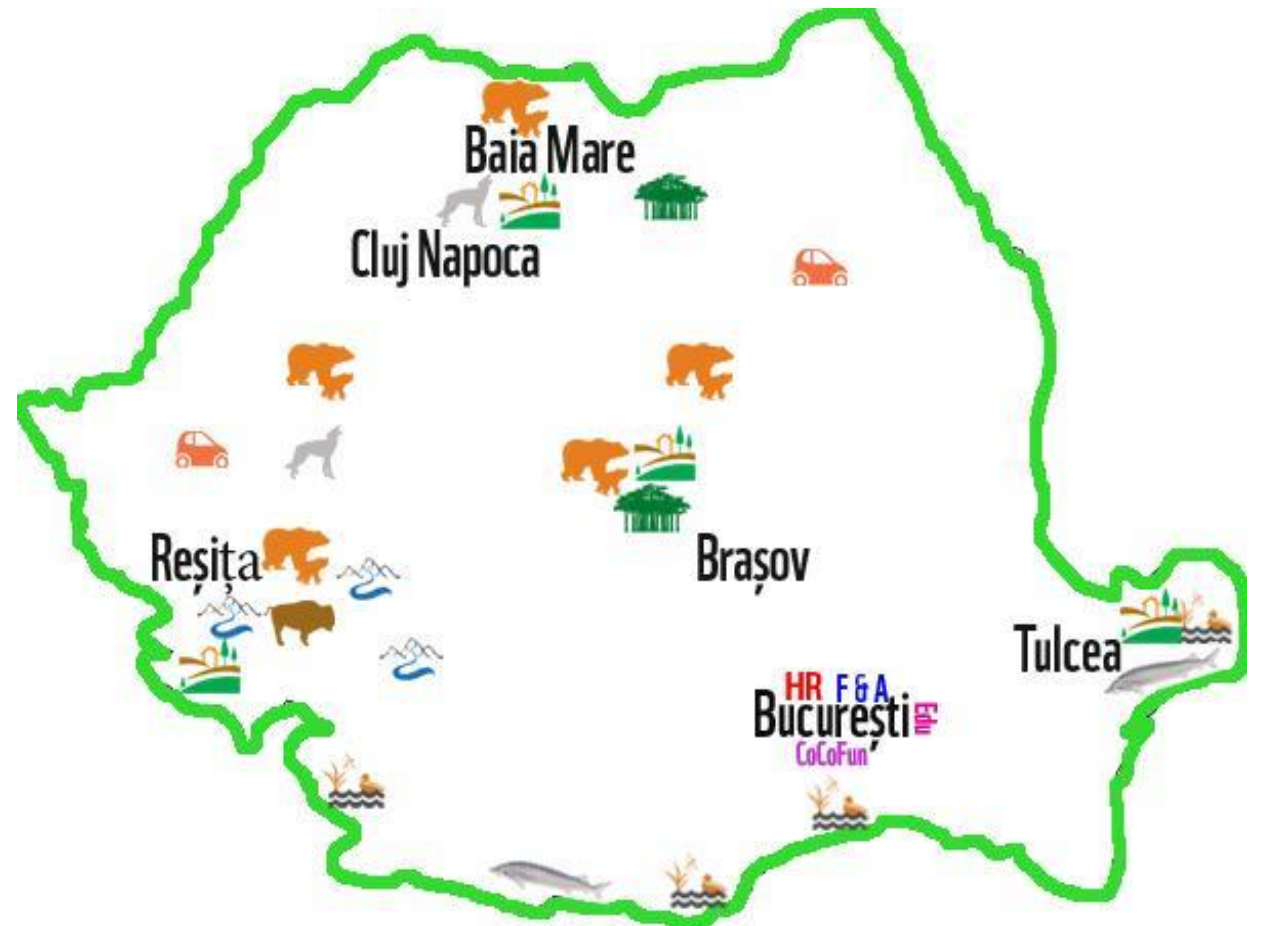 Baia Mare
Cluj Napoca
Reșița
Brașov
Tulcea
HR F & A
București
Edu
CoCoFun